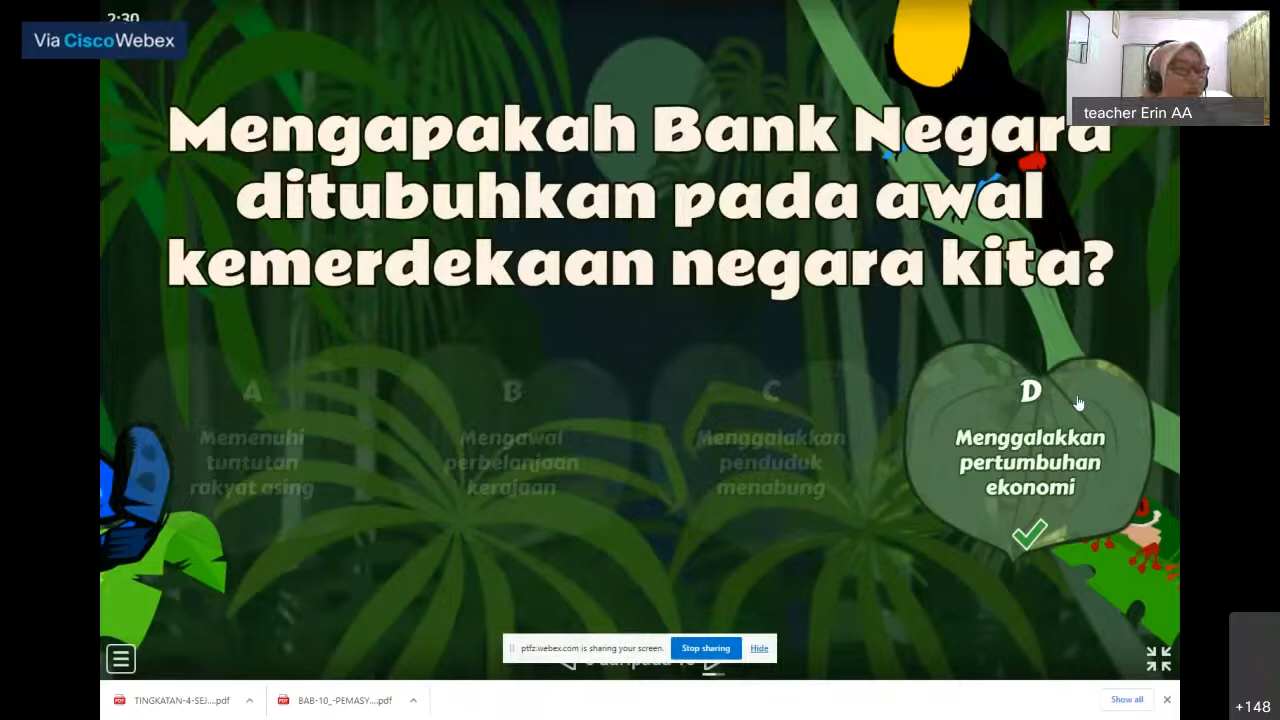 2:30
Via CiscoWebex
teacher Erin AA
Mengapakah Bank Negara
ditubuhkan pada awal
kemerdekaan negara kita?
A
Memenuhi
tuntutan
rakyat asing
B
Mengawal
perbelanjaan
kerajaan
C
Menggalakkan
penduduk
menabung
D
Menggalakkan
pertumbuhan
ekonomi
ptfz.webex.com is sharing your screen.
Stop sharing
Hide
daripada
TINGKATAN-4-SEJ....pdf
BAB-10_-PEMASY....pdf
Show all
+148